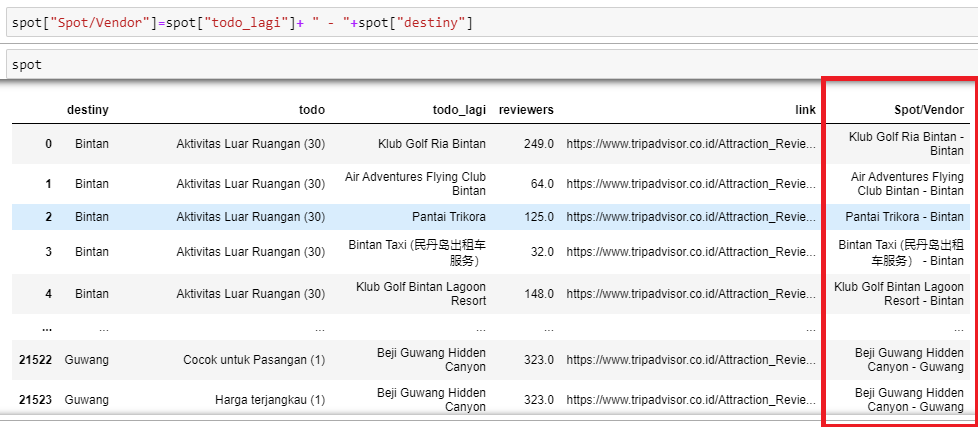 spot["Spot/Vendor"]=spot["todo_lagi"]+ " - "+spot["destiny"]
spot
destiny todo todo_lagi reviewers link Spot/Vendor
0 Bintan Aktivitas Luar Ruangan (30) Klub Golf Ria Bintan 249.0 https://www.tripadvisor.co.id/Attraction_Revie... Klub Golf Ria Bintan -
Bintan
1 Bintan Aktivitas Luar Ruangan (30) Air Adventures Flying Club
Bintan 64.0 https://www.tripadvisor.co.id/Attraction_Revie... Air Adventures Flying
Club Bintan - Bintan
2 Bintan Aktivitas Luar Ruangan (30) Pantai Trikora 125.0 https://www.tripadvisor.co.id/Attraction_Revie... Pantai Trikora - Bintan
3 Bintan Aktivitas Luar Ruangan (30) Bintan Taxi (民丹岛出租车
服务） 32.0 https://www.tripadvisor.co.id/Attraction_Revie... Bintan Taxi (民丹岛出租
车服务） - Bintan
4 Bintan Aktivitas Luar Ruangan (30) Klub Golf Bintan Lagoon
Resort 148.0 https://www.tripadvisor.co.id/Attraction_Revie... Klub Golf Bintan Lagoon
Resort - Bintan
... ... ... ... ... ... ...
21522 Guwang Cocok untuk Pasangan (1) Beji Guwang Hidden
Canyon 323.0 https://www.tripadvisor.co.id/Attraction_Revie... Beji Guwang Hidden
Canyon - Guwang
21523 Guwang Harga terjangkau (1) Beji Guwang Hidden
Canyon 323.0 https://www.tripadvisor.co.id/Attraction_Revie... Beji Guwang Hidden
Canyon - Guwang